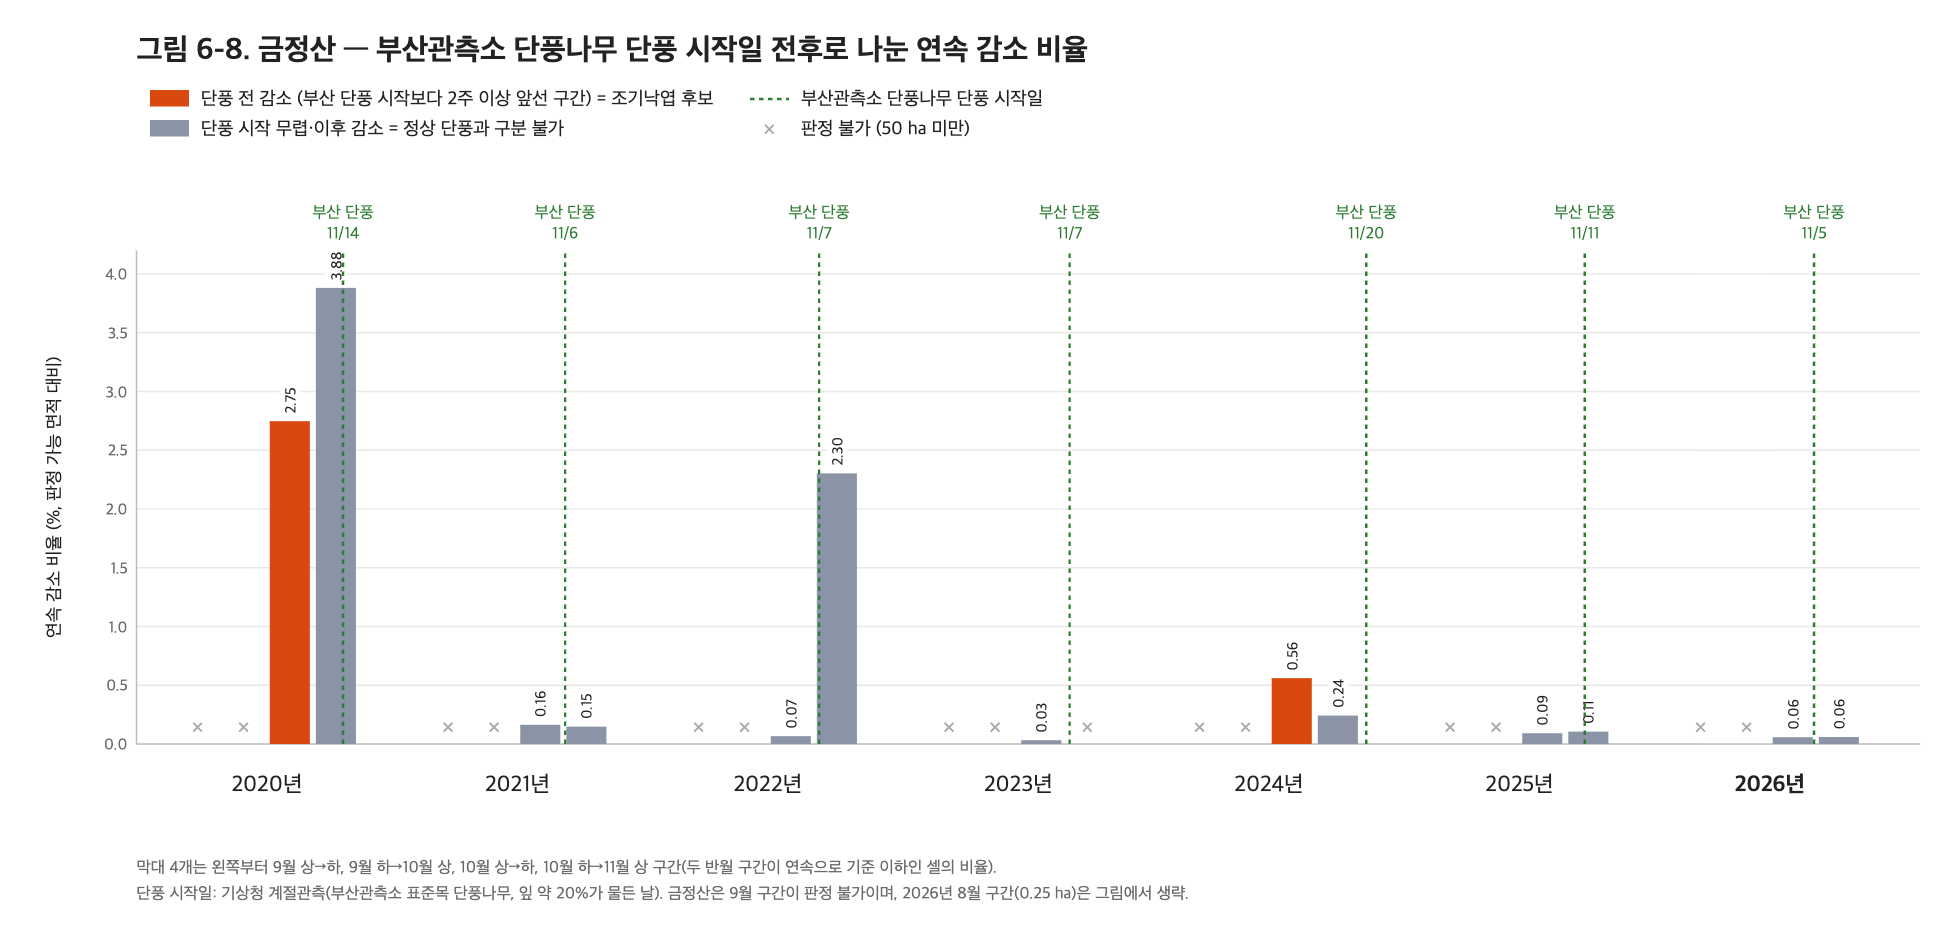 그림 6-8. 금정산 — 부산관측소 단풍나무 단풍 시작일 전후로 나눈 연속 감소 비율
단풍 전 감소 (부산 단풍 시작보다 2주 이상 앞선 구간) = 조기낙엽 후보
단풍 시작 무렵·이후 감소 = 정상 단풍과 구분 불가
부산관측소 단풍나무 단풍 시작일
× 판정 불가 (50 ha 미만)
부산 단풍
11/14
부산 단풍
11/6
부산 단풍
11/7
부산 단풍
11/7
부산 단풍
11/20
부산 단풍
11/11
부산 단풍
11/5
연속 감소 비율 (%, 판정 가능 면적 대비)
4.0
3.5
3.0
2.5
2.0
1.5
1.0
0.5
0.0
× × 2.75 3.88
× × 0.16 0.15
× × 0.07 2.30
× × 0.03 ×
× × 0.56 0.24
× × 0.09 0.11
× × 0.06 0.06
2020년 2021년 2022년 2023년 2024년 2025년 2026년
막대 4개는 왼쪽부터 9월 상→하, 9월 하→10월 상, 10월 상→하, 10월 하→11월 상 구간(두 반월 구간이 연속으로 기준 이하인 셀의 비율).
단풍 시작일: 기상청 계절관측(부산관측소 표준목 단풍나무, 잎 약 20%가 물든 날). 금정산은 9월 구간이 판정 불가이며, 2026년 8월 구간(0.25 ha)은 그림에서 생략.